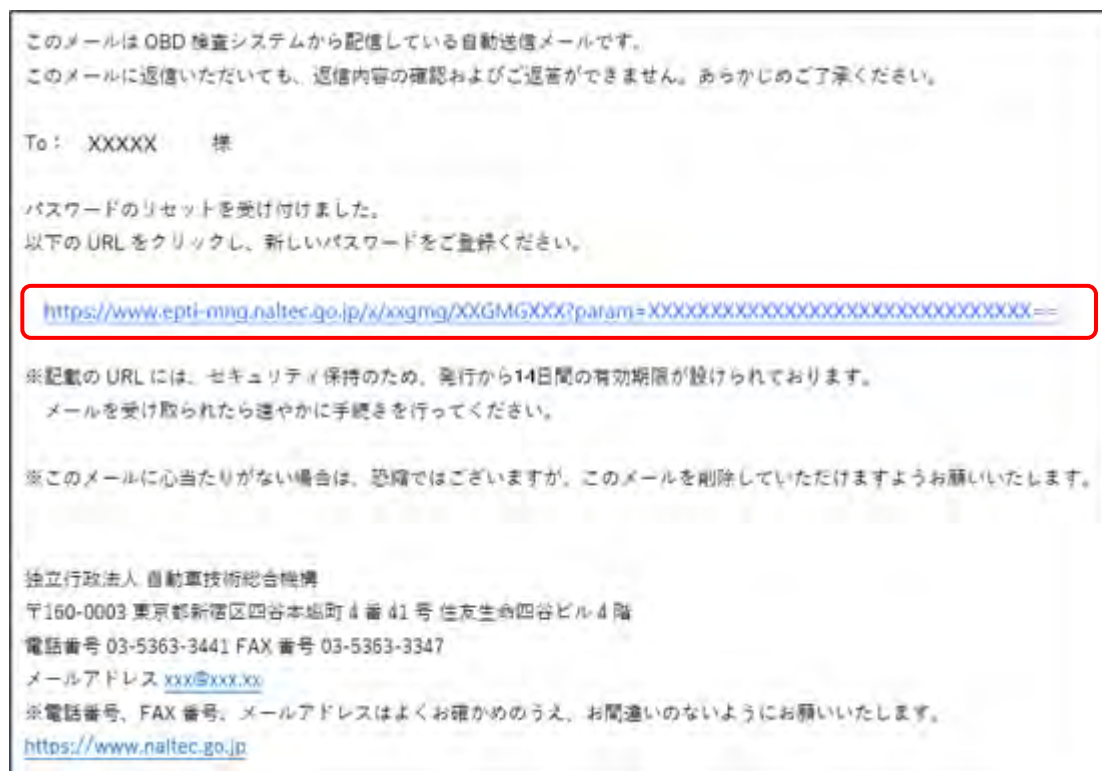 このメールは OBD 検査システムから配信している自動送信メールです。
このメールに返信いただいても、返信内容の確認およびご返答ができません。あらかじめご了承ください。
To： XXXXX 様
パスワードのリセットを受け付けました。
以下の URL をクリックし、新しいパスワードをご登録ください。
https://www.epti-mng.naltec.go.jp/x/xxgmg/XXGMGXXX?param=XXXXXXXXXXXXXXXXXXXXXXXXXXXXXXXX==
※記載の URL には、セキュリティ保持のため、発行から14日間の有効期限が設けられております。
メールを受け取られたら速やかに手続きを行ってください。
※このメールに心当たりがない場合は、恐縮ではございますが、このメールを削除していただけますようお願いいたします。
独立行政法人 自動車技術総合機構
〒160-0003 東京都新宿区四谷本塩町 4 番 41 号 住友生命四谷ビル 4 階
電話番号 03-5363-3441 FAX 番号 03-5363-3347
メールアドレス xxx@xxx.xx
※電話番号、FAX 番号、メールアドレスはよくお確かめのうえ、お間違いのないようにお願いいたします。
https://www.naltec.go.jp